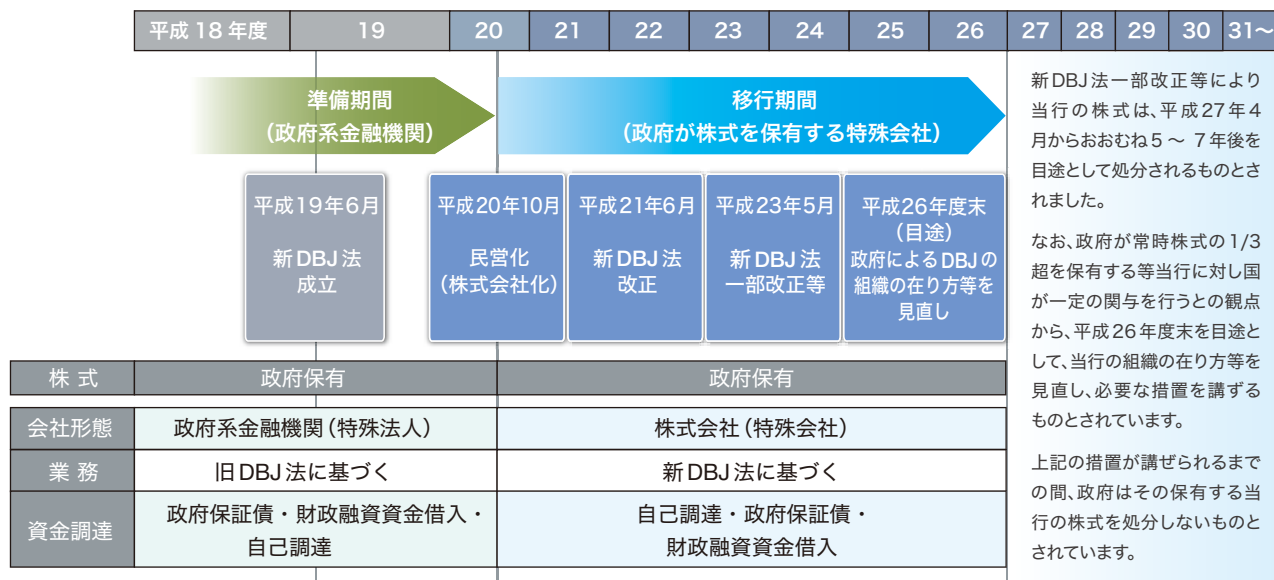 平成 18 年度 19 20 21 22 23 24 25 26 27 28 29 30 31~
準備期間
(政府系金融機関)
移行期間
(政府が株式を保有する特殊会社)
平成19年6月
新DBJ法
成立
平成20年10月
民営化
(株式会社化)
平成21年6月
新DBJ法
改正
平成23年5月
新DBJ法
一部改正等
平成26年度末
(目途)
政府によるDBJの
組織の在り方等を
見直し
株 式 政府保有 政府保有
会社形態 政府系金融機関(特殊法人) 株式会社(特殊会社)
業 務 旧DBJ法に基づく 新DBJ法に基づく
資金調達
政府保証債・財政融資資金借入・
自己調達
自己調達・政府保証債・
財政融資資金借入
新DBJ法一部改正等により
当行の株式は、平成27年4
月からおおむね5~7年後を
目途として処分されるものとさ
れました。
なお、政府が常時株式の1/3
超を保有する等当行に対し国
が一定の関与を行うとの観点
から、平成26年度末を目途と
して、当行の組織の在り方等を
見直し、必要な措置を講ずる
ものとされています。
上記の措置が講ぜられるまで
の間、政府はその保有する当
行の株式を処分しないものと
されています。